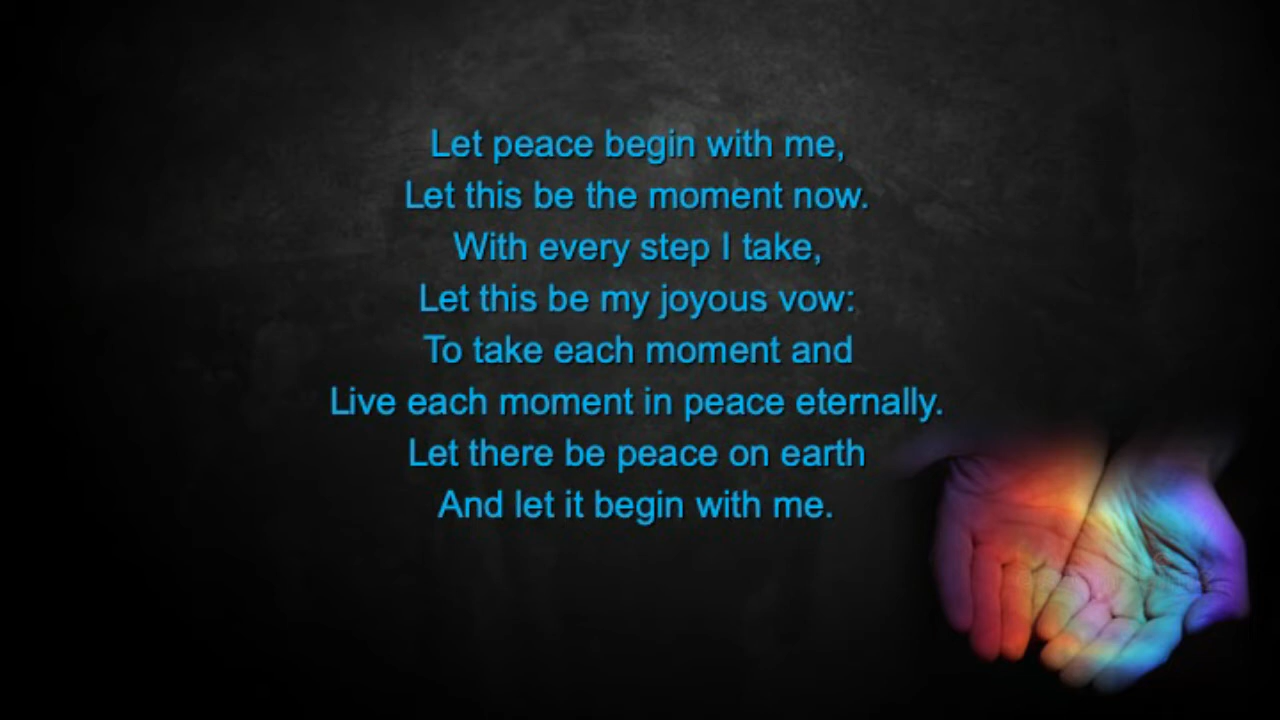 Let peace begin with me,
Let this be the moment now.
With every step I take,
Let this be my joyous vow:
To take each moment and
Live each moment in peace eternally.
Let there be peace on earth
And let it begin with me.